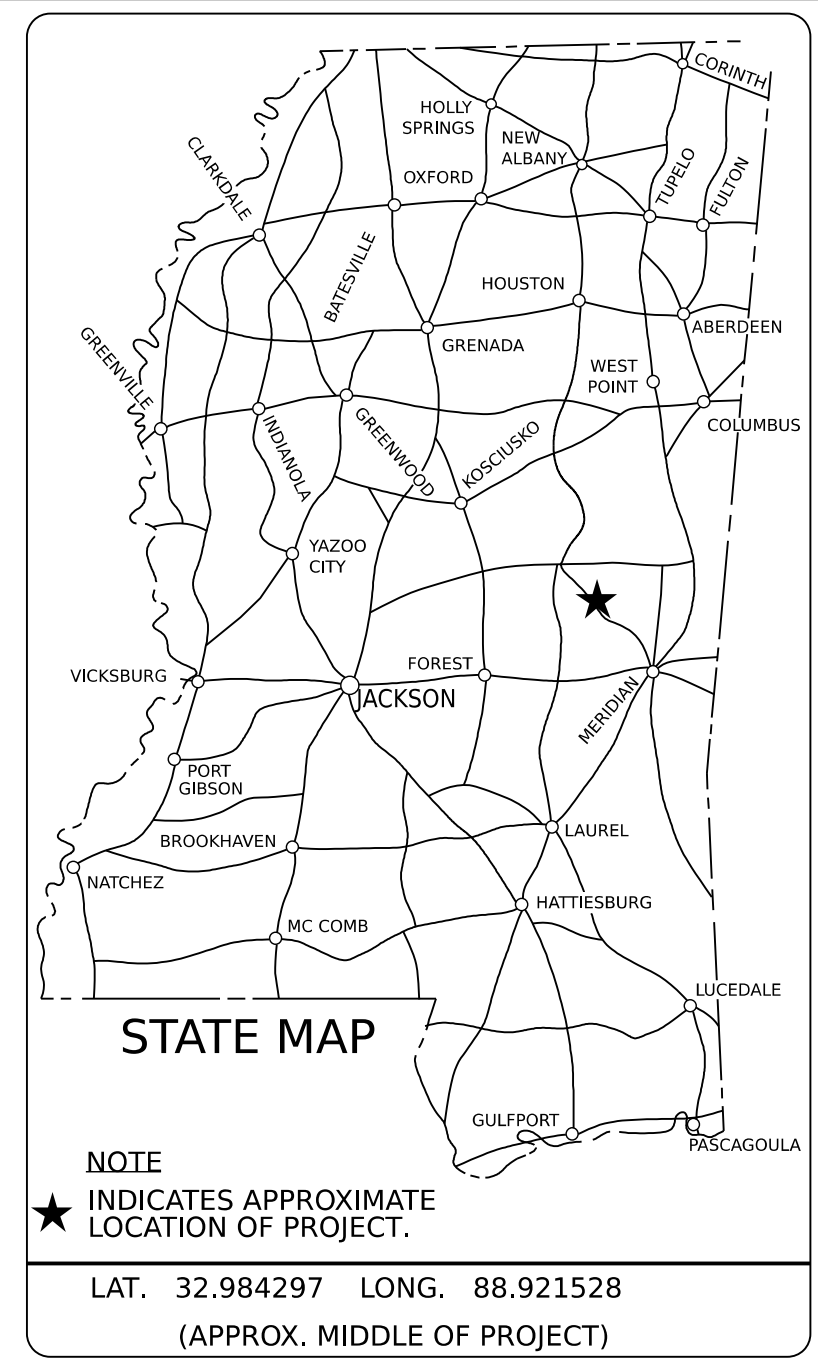 CORINTH
HOLLY
SPRINGS
NEW
ALBANY
CLARKDALE
OXFORD
TUPELO
FULTON
BATESVILLE
HOUSTON
ABERDEEN
GREENVILLE
GRENADA
WEST
POINT
COLUMBUS
INDIANOLA
GREENWOOD
KOSCIUSKO
YAZOO
CITY
VICKSBURG
FOREST
JACKSON
MERIDIAN
PORT
GIBSON
BROOKHAVEN
LAUREL
NATCHEZ
HATTIESBURG
MC COMB
LUCEDALE
STATE MAP
GULFPORT
PASCAGOULA
NOTE
INDICATES APPROXIMATE
LOCATION OF PROJECT.
LAT. 32.984297 LONG. 88.921528
(APPROX. MIDDLE OF PROJECT)